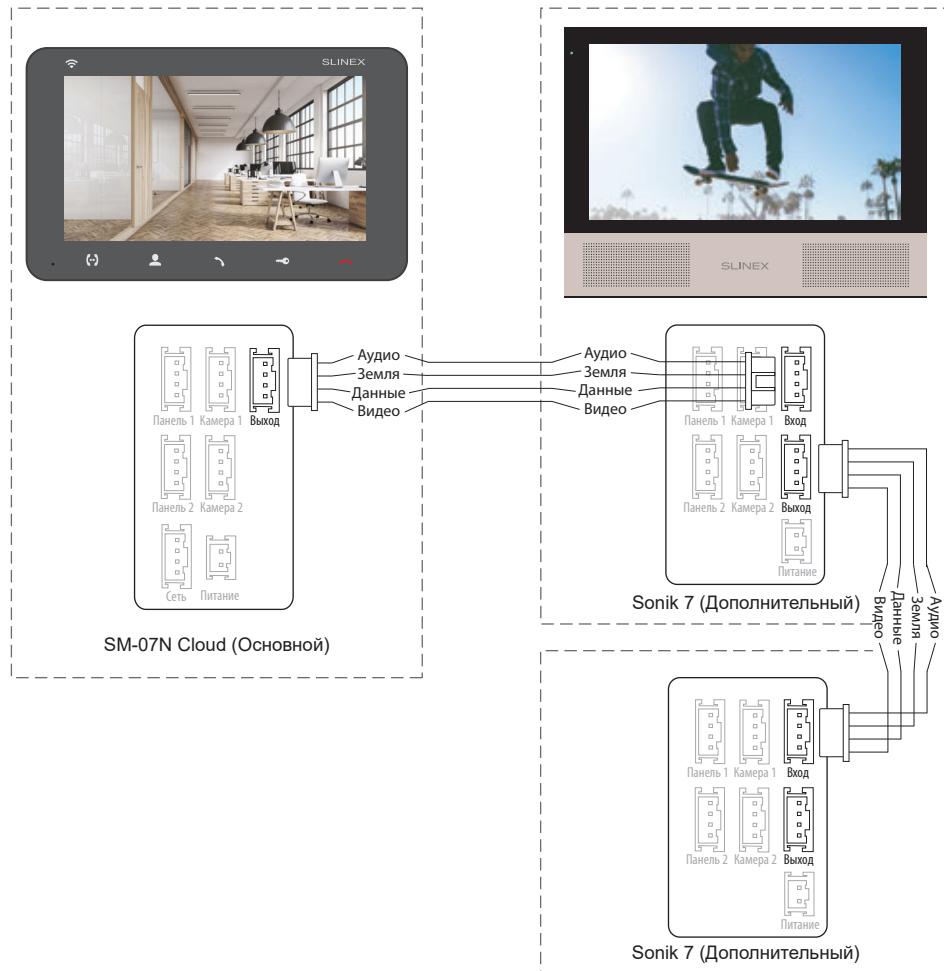 SLINEX
SLINEX
Аудио
Земля
Данные
Видео
Аудио
Земля
Данные
Видео
Панель 1 Камера 1 Выход
Панель 2 Камера 2
Сеть Питание
SM-07N Cloud (Основной)
Панель 1 Камера 1 Вход
Панель 2 Камера 2 Выход
Питание
Sonik 7 (Дополнительный)
Видео
Данные
Земля
Аудио
Панель 1 Камера 1 Вход
Панель 2 Камера 2 Выход
Питание
Sonik 7 (Дополнительный)